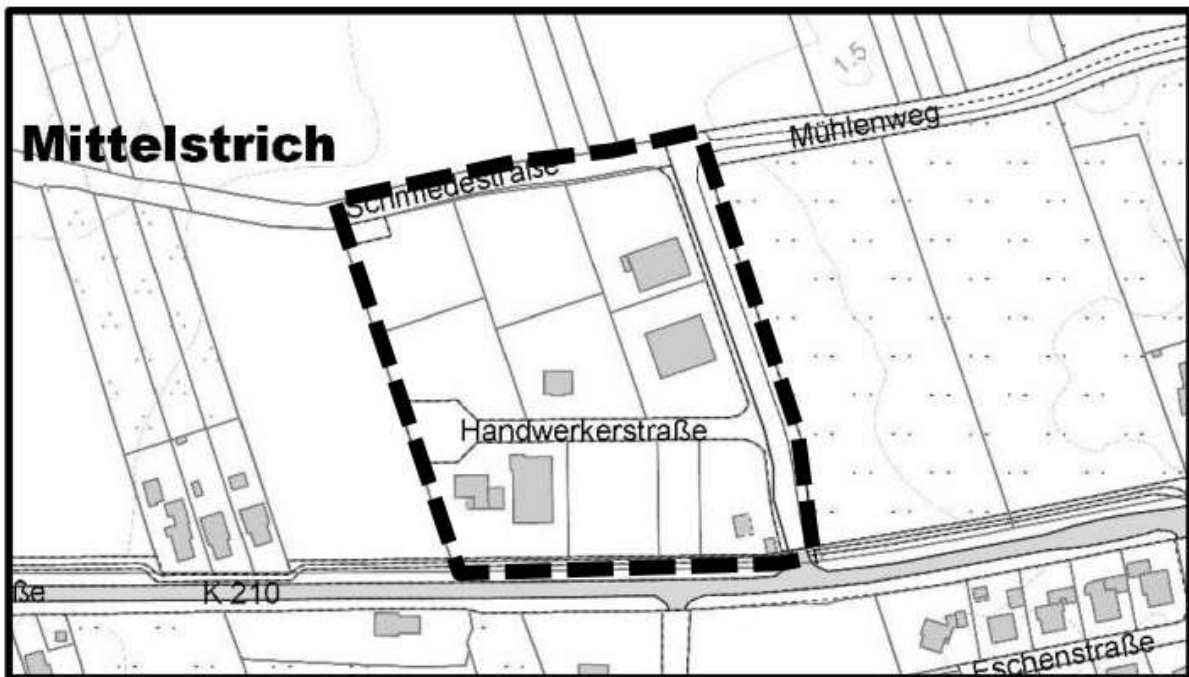 1.5
Mühlenweg
Mittelstrich
Schmiedestraße
Handwerkerstraße
ße
K 210
Eschenstraße